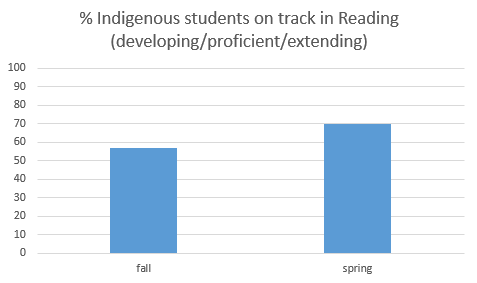 % Indigenous students on track in Reading
(developing/proficient/extending)
100
90
80
70
60
50
40
30
20
10
0
fall
spring